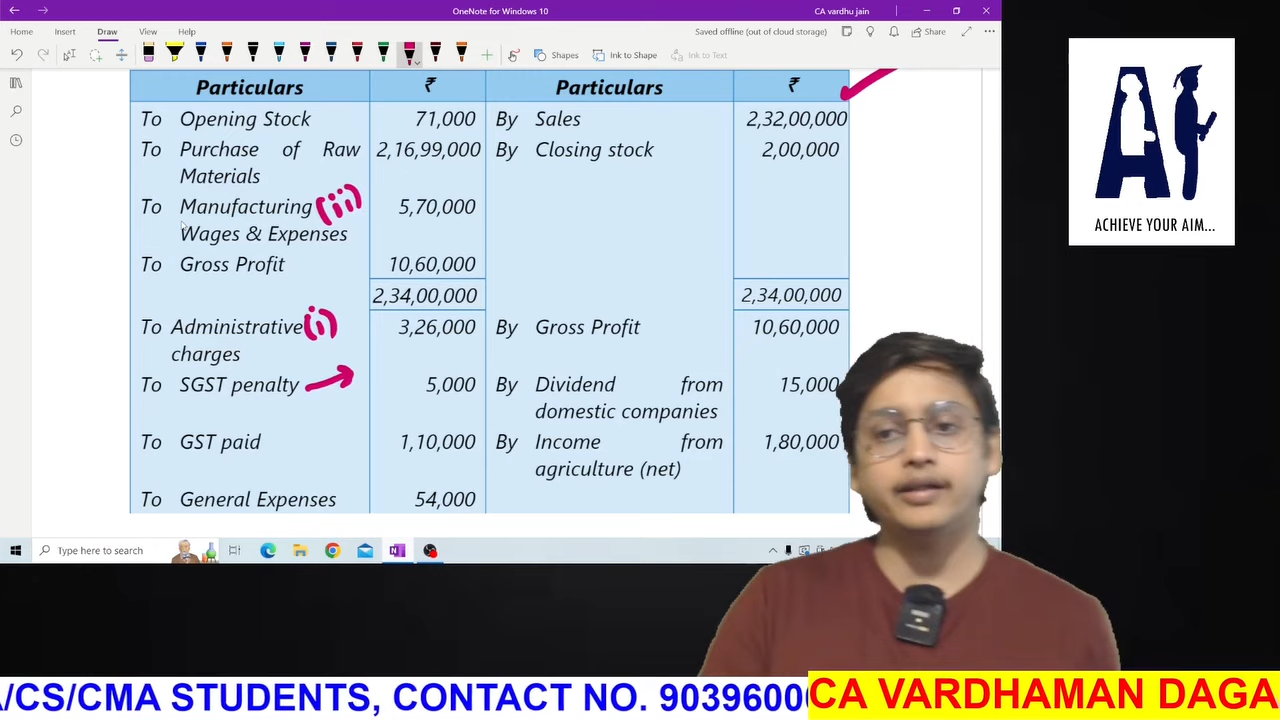 OneNote for Windows 10
CA vardhu jain
Home Insert Draw View Help
Saved offline (out of cloud storage)
Share
Shapes
Ink to Shape
Ink to Text
Particulars ₹ Particulars ₹
To Opening Stock 71,000 By Sales 2,32,00,000
To Purchase of Raw 2,16,99,000 By Closing stock 2,00,000
Materials
To Manufacturing (ii) 5,70,000
Wages & Expenses
To Gross Profit 10,60,000
2,34,00,000 2,34,00,000
To Administrative (i) 3,26,000 By Gross Profit 10,60,000
charges
To SGST penalty 5,000 By Dividend from 15,000
domestic companies
To GST paid 1,10,000 By Income from 1,80,000
agriculture (net)
To General Expenses 54,000
Type here to search
A
ACHIEVE YOUR AIM...
A/CS/CMA STUDENTS, CONTACT NO. 9039600
CA VARDHAMAN DAGA